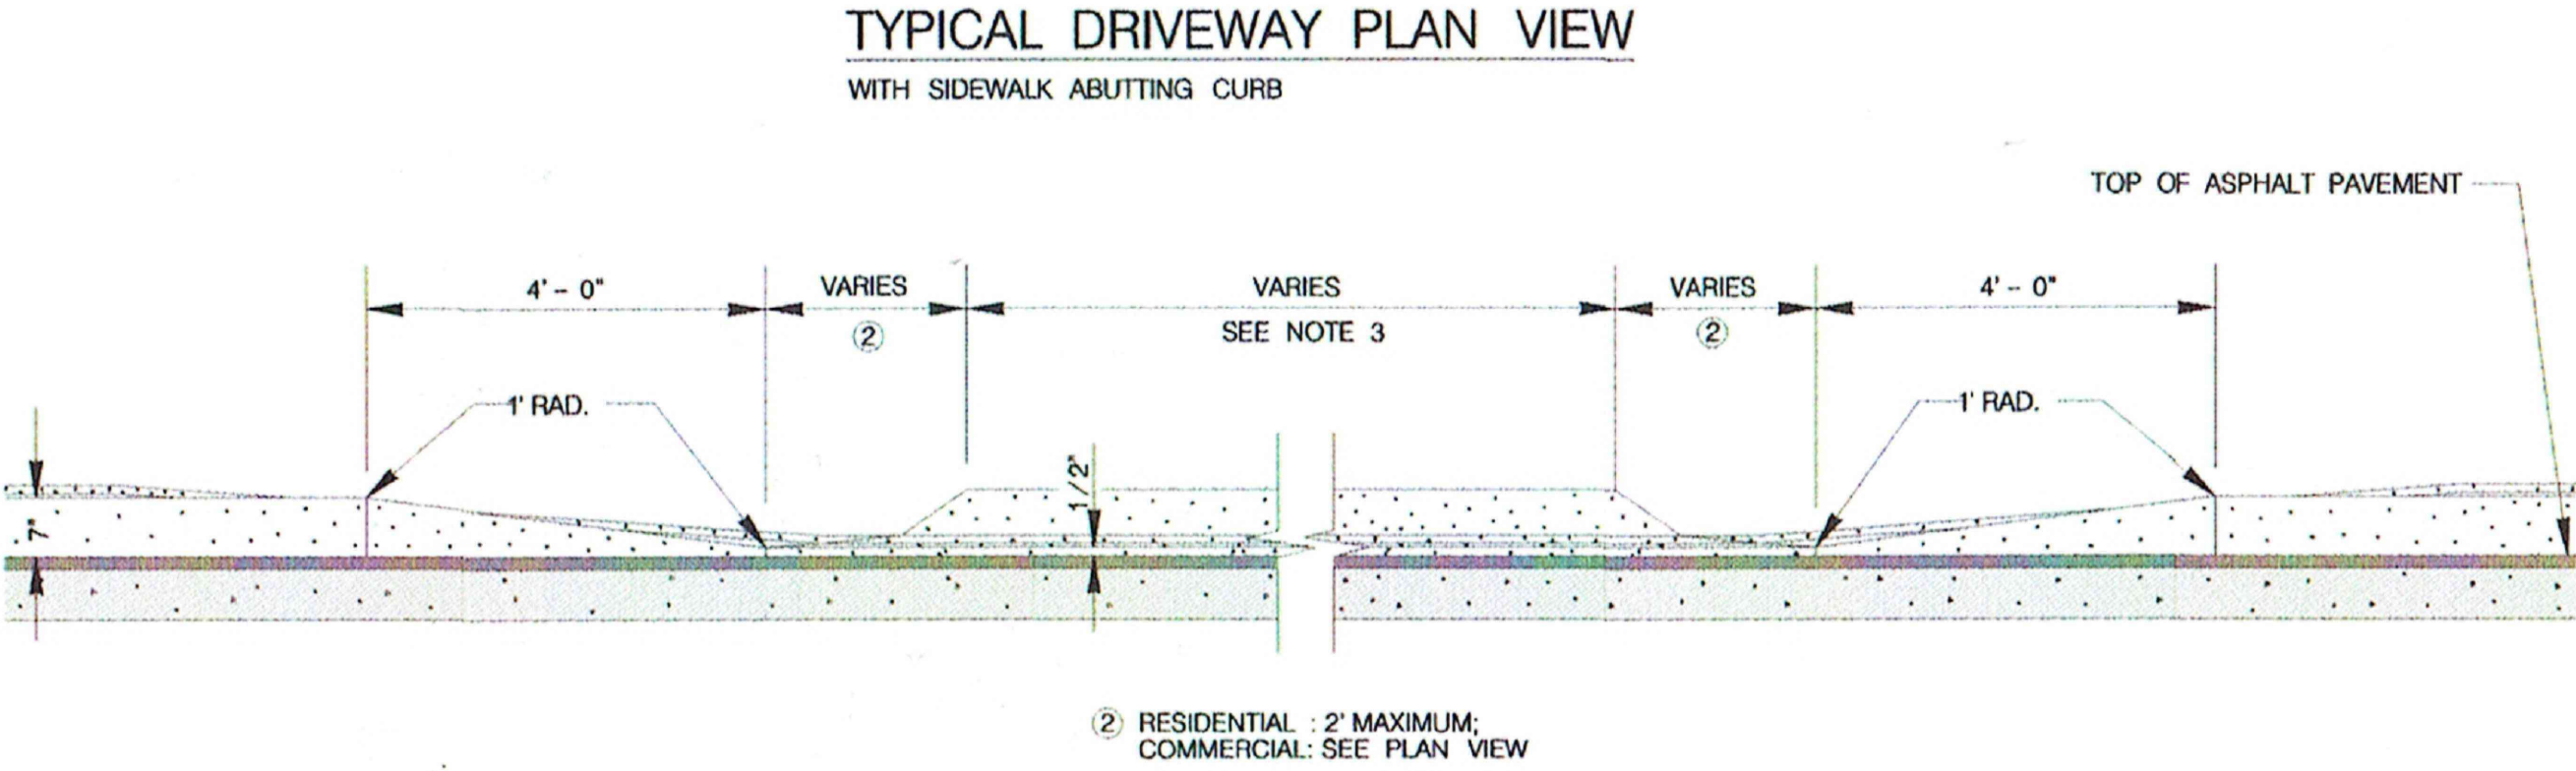 TYPICAL DRIVEWAY PLAN VIEW
WITH SIDEWALK ABUTTING CURB
TOP OF ASPHALT PAVEMENT
4' - 0" VARIES VARIES VARIES 4' - 0"
② SEE NOTE 3 ②
1' RAD. 1' RAD.
1/2"
7"
② RESIDENTIAL : 2' MAXIMUM;
COMMERCIAL: SEE PLAN VIEW